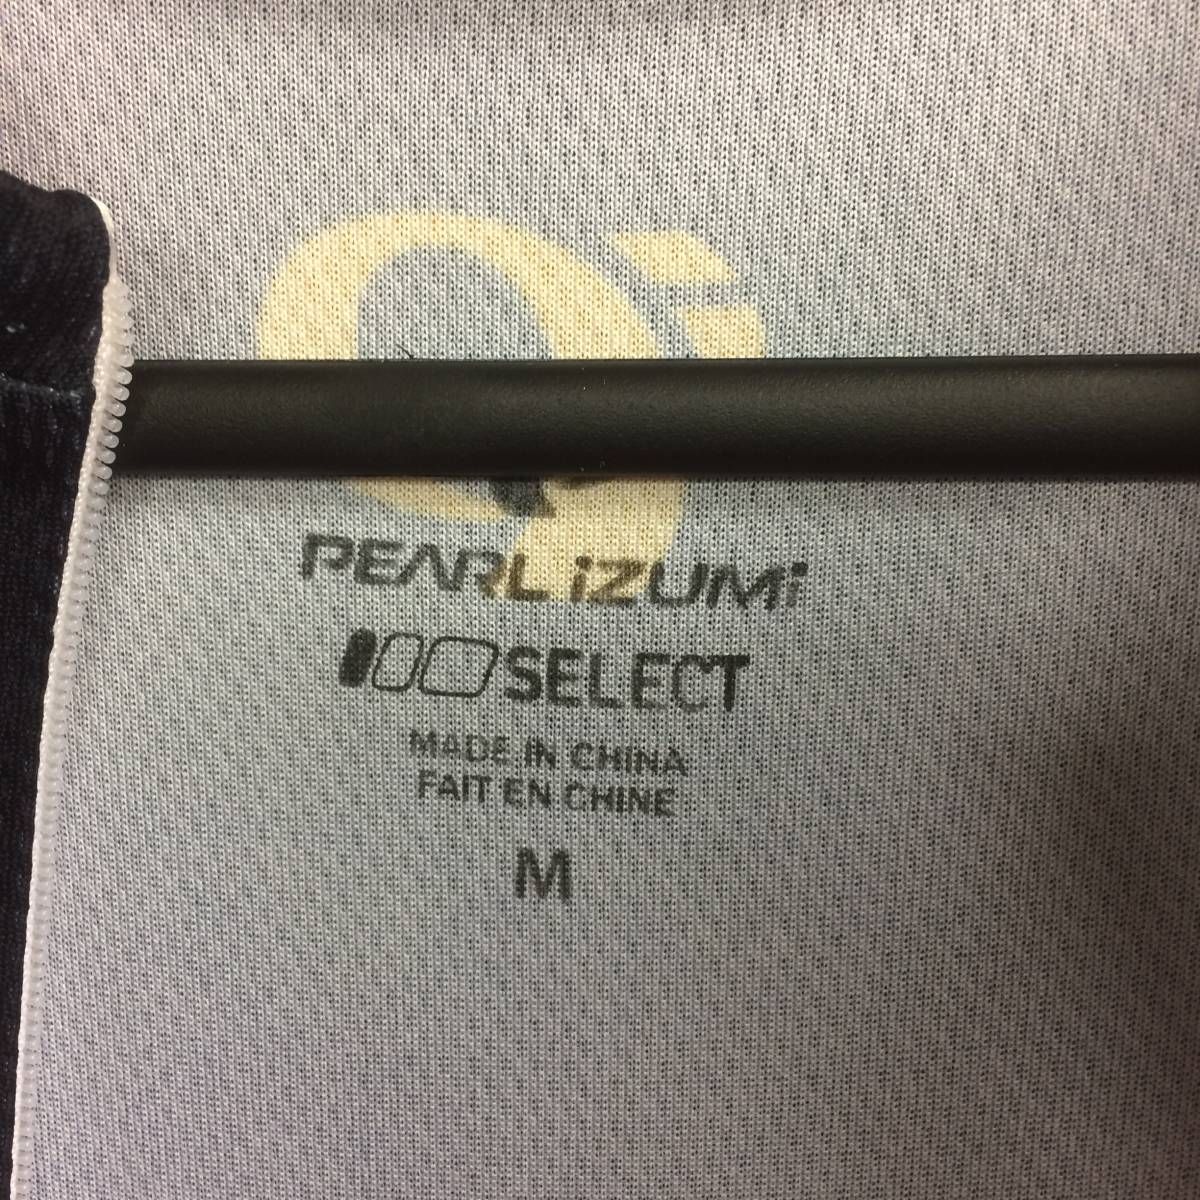 PEARL iZUMi
SELECT
MADE IN CHINA
FAIT EN CHINE
M